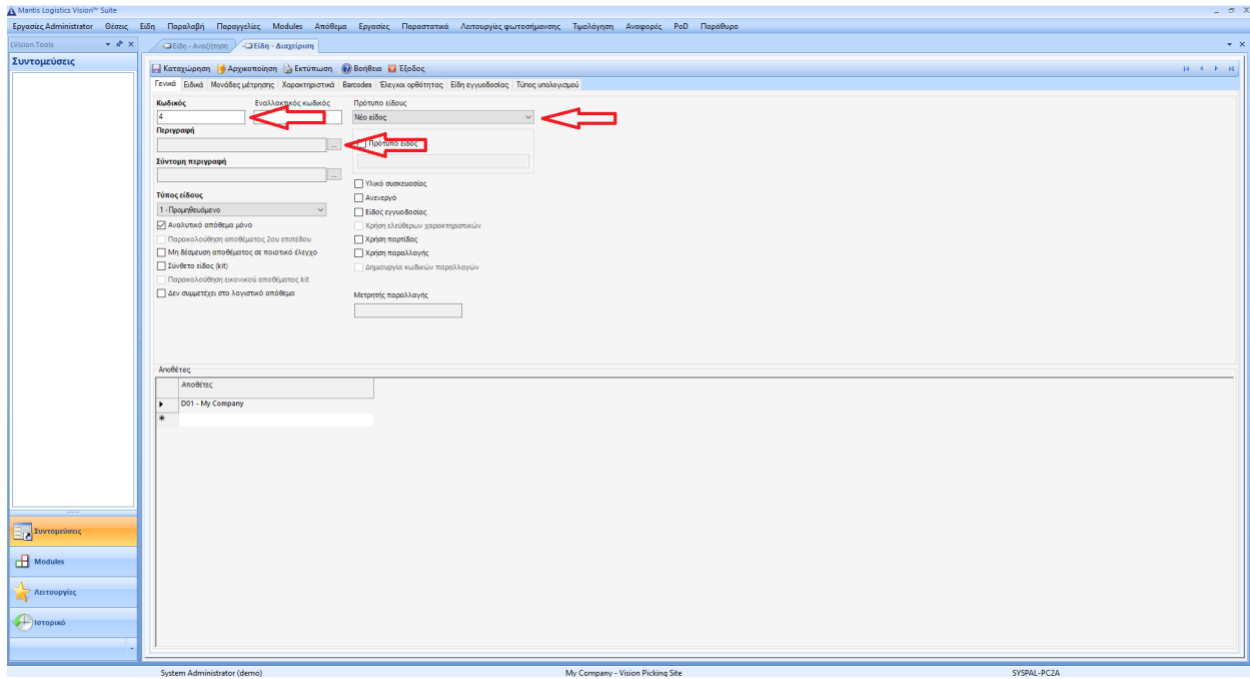 Mantis Logistics Vision™ Suite
Εργασίες Administrator Θέσεις Είδη Παραλαβή Παραγγελίες Modules Απόθεμα Εργασίες Παραστατικά Λειτουργίες φωτοσήμανσης Τιμολόγηση Αναφορές PoD Παράθυρο
LVision Tools
Είδη - Αναζήτηση Είδη - Διαχείριση
Συντομεύσεις
Καταχώρηση Αρχικοποίηση Εκτύπωση Βοήθεια Έξοδος
Γενικά Ειδικά Μονάδες μέτρησης Χαρακτηριστικά Barcodes Έλεγχοι ορθότητας Είδη εγγυοδοσίας Τύπος υπολογισμού
Κωδικός Εναλλακτικός κωδικός Πρότυπο είδους
4 Νέο είδος
Περιγραφή
... Πρότυπο είδος
Σύντομη περιγραφή
...
Υλικό συσκευασίας
Τύπος είδους Ανενεργό
1 - Προμηθευόμενο Είδος εγγυοδοσίας
Αναλυτικό απόθεμα μόνο Χρήση ελεύθερων χαρακτηριστικών
Παρακολούθηση αποθέματος 2ου επιπέδου Χρήση παρτίδας
Μη δέσμευση αποθέματος σε ποιοτικό έλεγχο Χρήση παραλλαγής
Σύνθετο είδος (kit) Δημιουργία κωδικών παραλλαγών
Παρακολούθηση εικονικού αποθέματος kit
Δεν συμμετέχει στο λογιστικό απόθεμα Μετρητής παραλλαγής
Αποθέτες
Αποθέτες
D01 - My Company
Συντομεύσεις
Modules
Λειτουργίες
Ιστορικό
System Administrator (demo) My Company - Vision Picking Site SYSPAL-PC2A